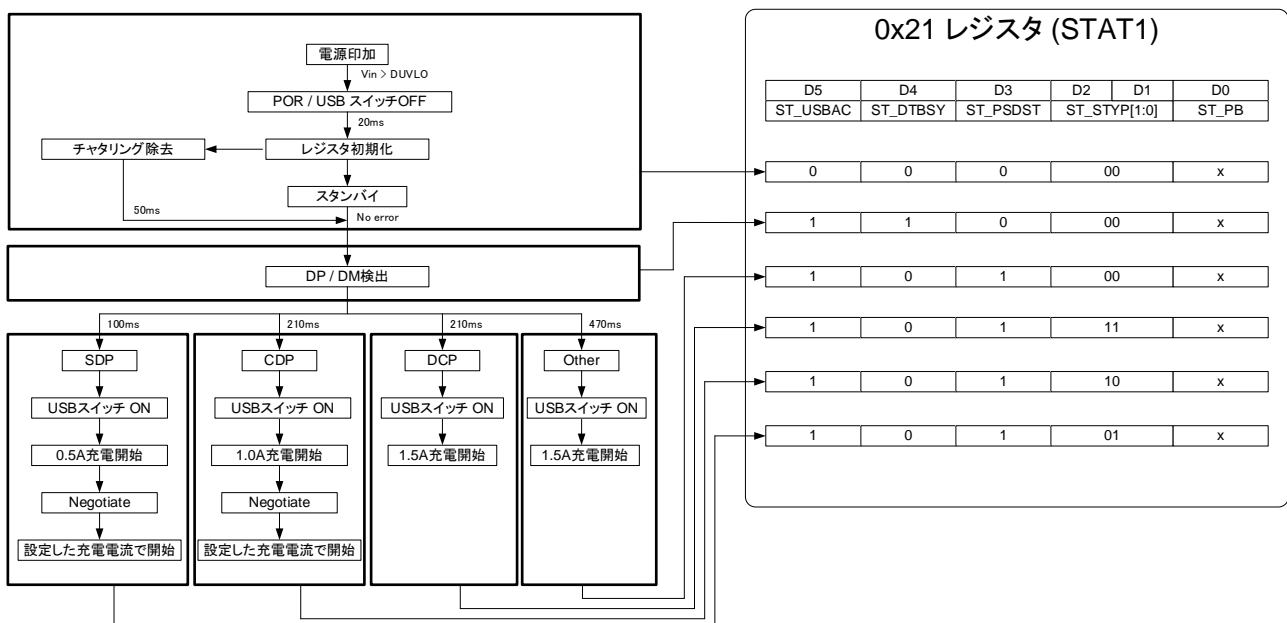 電源印加
Vin > DUVLO
POR / USB スイッチOFF
20ms
チャタリング除去
レジスタ初期化
スタンバイ
50ms
No error
DP / DM検出
100ms
210ms
210ms
470ms
SDP
CDP
DCP
Other
USBスイッチ ON
USBスイッチ ON
USBスイッチ ON
USBスイッチ ON
0.5A充電開始
1.0A充電開始
1.5A充電開始
1.5A充電開始
Negotiate
Negotiate
設定した充電電流で開始
設定した充電電流で開始
0x21 レジスタ (STAT1)
D5 D4 D3 D2 D1 D0
ST_USBAC ST_DTBSY ST_PSDST ST_STYP[1:0] ST_PB
0 0 0 00 x
1 1 0 00 x
1 0 1 00 x
1 0 1 11 x
1 0 1 10 x
1 0 1 01 x